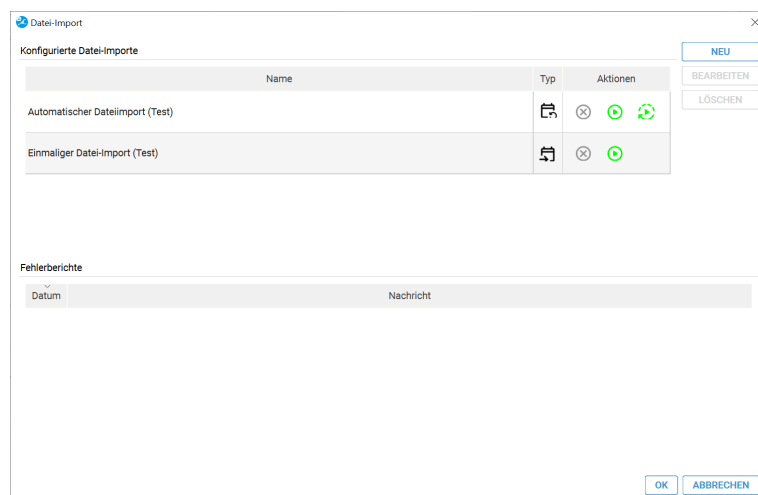 Datei-Import
Konfigurierte Datei-Importe
NEU
Name Typ Aktionen
BEARBEITEN
LÖSCHEN
Automatischer Dateiimport (Test)
Einmaliger Datei-Import (Test)
Fehlerberichte
Datum Nachricht
OK ABBRECHEN